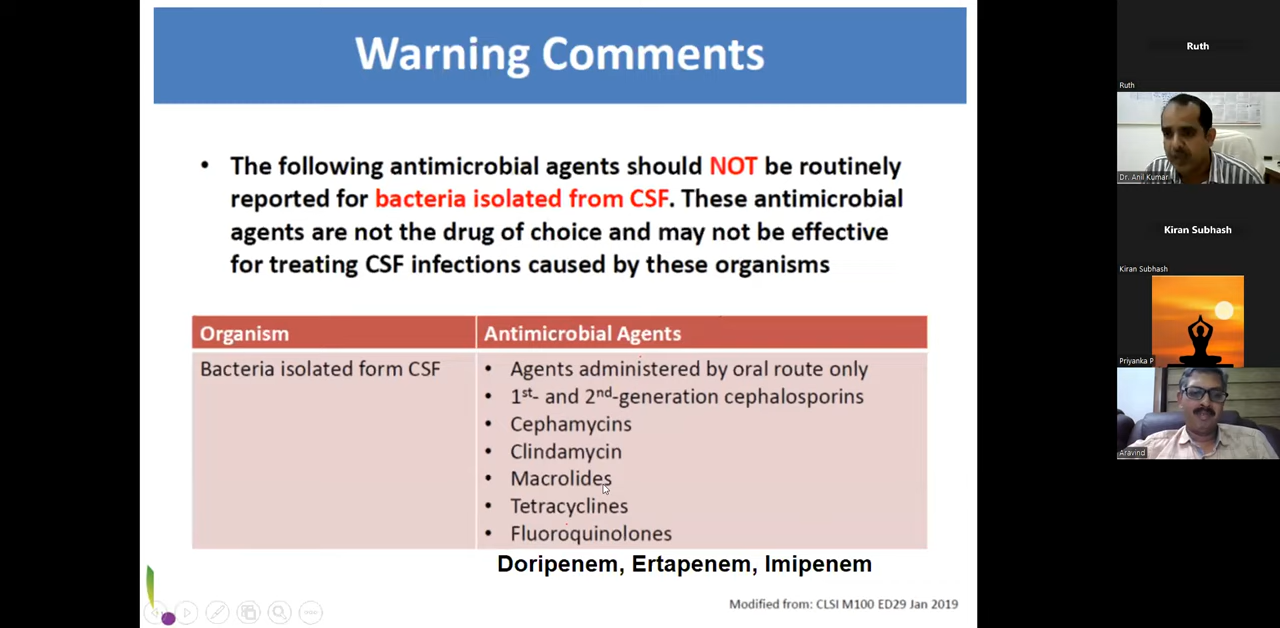 Warning Comments
• The following antimicrobial agents should NOT be routinely
reported for bacteria isolated from CSF. These antimicrobial
agents are not the drug of choice and may not be effective
for treating CSF infections caused by these organisms
Organism
Antimicrobial Agents
Bacteria isolated form CSF
• Agents administered by oral route only
• 1st- and 2nd-generation cephalosporins
• Cephamycins
• Clindamycin
• Macrolides
• Tetracyclines
• Fluoroquinolones
Doripenem, Ertapenem, Imipenem
Modified from: CLSI M100 ED29 Jan 2019
Ruth
Ruth
Dr. Anil Kumar
Kiran Subhash
Kiran Subhash
Priyanka P
Aravind